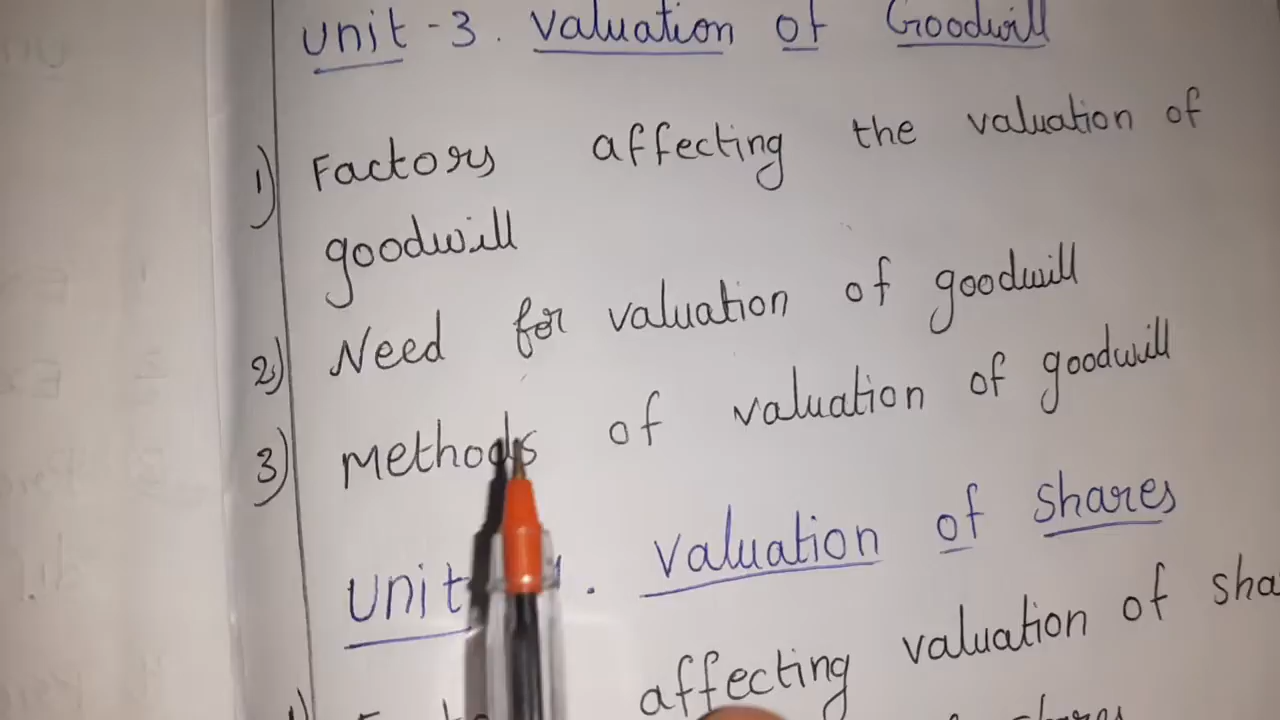 Unit - 3. Valuation of Goodwill
1) Factors affecting the valuation of
goodwill
2) Need for valuation of goodwill
3) Methods of valuation of goodwill
Unit . Valuation of shares
affecting valuation of